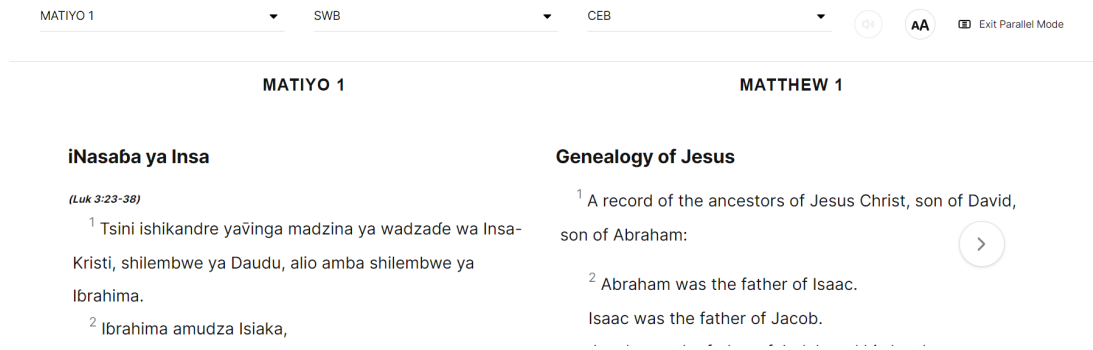 MATIYO 1
SWB
CEB
AA
Exit Parallel Mode
MATIYO 1
iNasaɓa ya Insa
(Luk 3:23-38)
1 Tsini ishikandre yav̄inga madzina ya wadzaɗe wa Insa-
Kristi, shilembwe ya Daudu, alio amba shilembwe ya
Iɓrahima.
2 Iɓrahima amudza Isiaka,
MATTHEW 1
Genealogy of Jesus
1 A record of the ancestors of Jesus Christ, son of David,
son of Abraham:
2 Abraham was the father of Isaac.
Isaac was the father of Jacob.